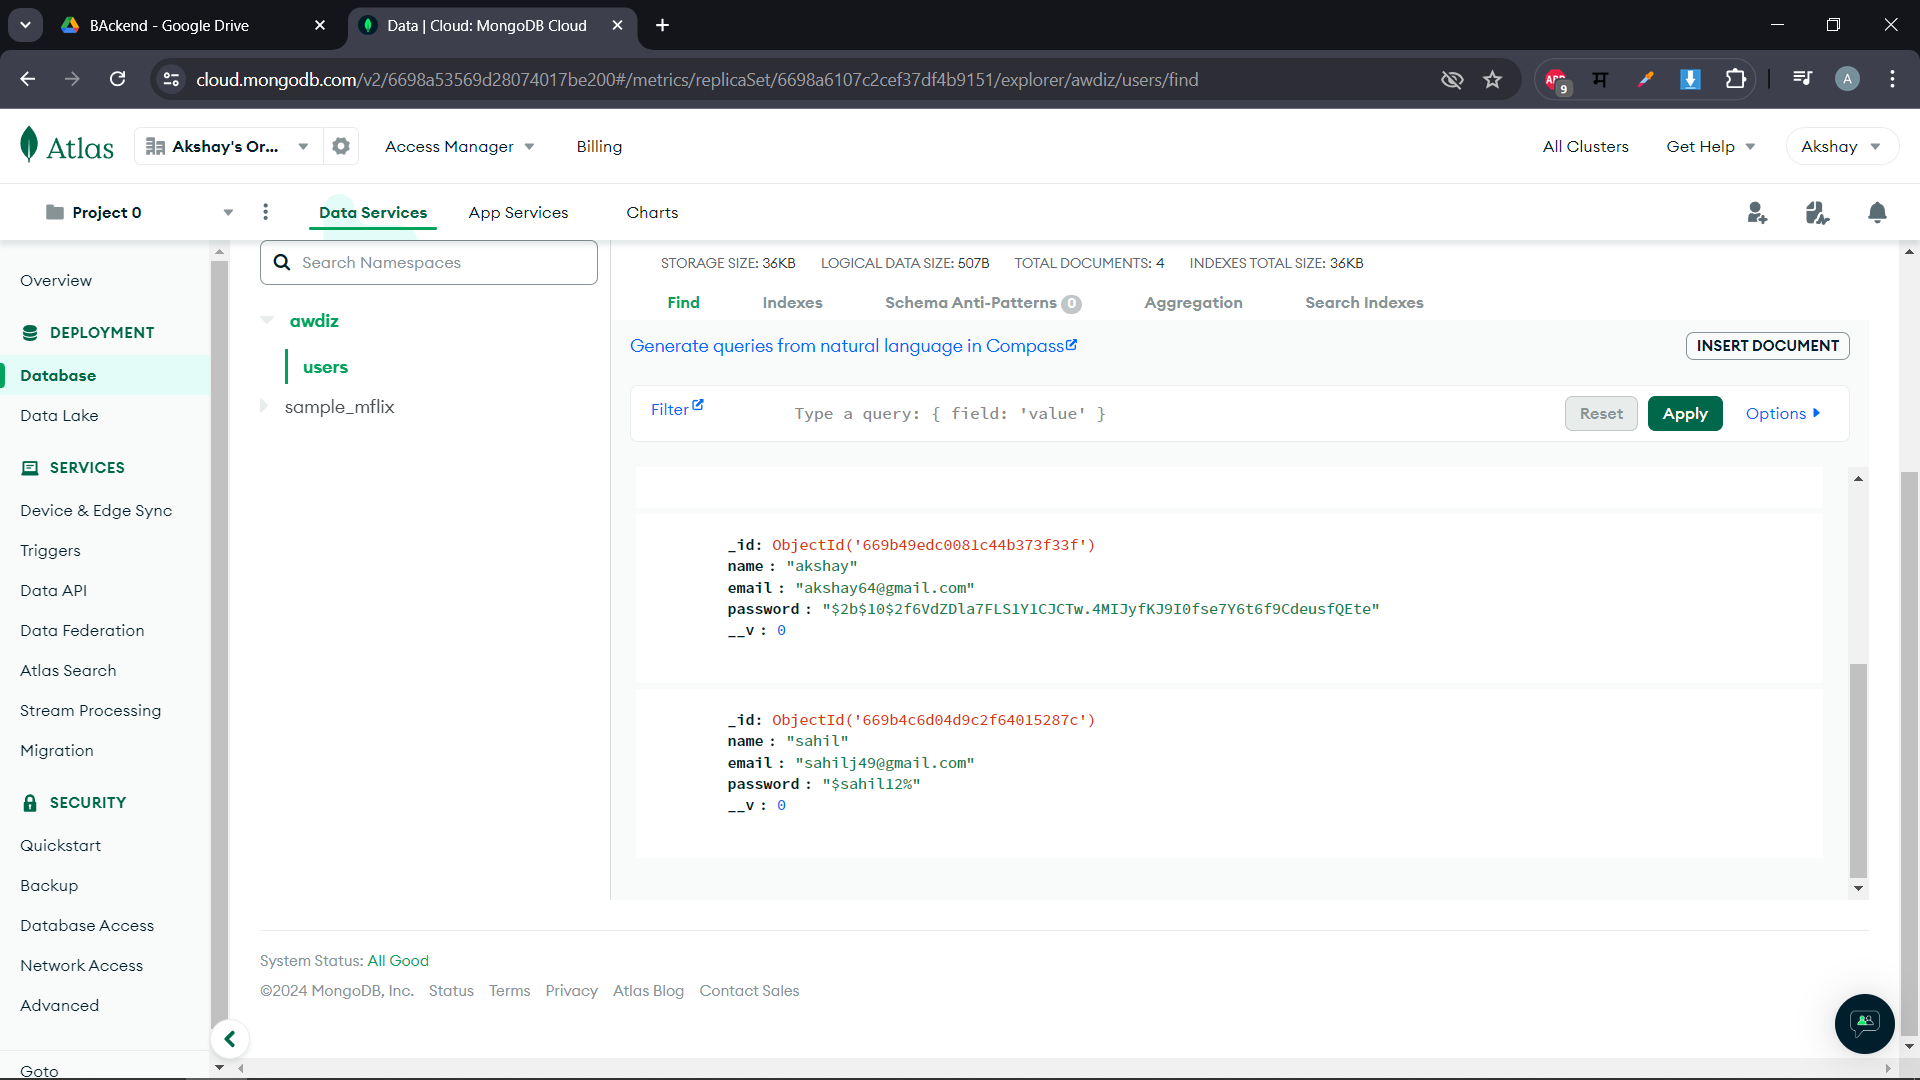 BAckend - Google Drive
Data | Cloud: MongoDB Cloud
cloud.mongodb.com/v2/6698a53569d28074017be200#/metrics/replicaSet/6698a6107c2cef37df4b9151/explorer/awdiz/users/find
ABP
9
म
A
Atlas
Akshay's Or...
Access Manager
Billing
All Clusters
Get Help
Akshay
Project 0
Data Services
App Services
Charts
Overview
DEPLOYMENT
Database
Data Lake
SERVICES
Device & Edge Sync
Triggers
Data API
Data Federation
Atlas Search
Stream Processing
Migration
SECURITY
Quickstart
Backup
Database Access
Network Access
Advanced
Goto
Search Namespaces
awdiz
users
sample_mflix
STORAGE SIZE: 36KB LOGICAL DATA SIZE: 507B TOTAL DOCUMENTS: 4 INDEXES TOTAL SIZE: 36KB
Find Indexes Schema Anti-Patterns 0 Aggregation Search Indexes
Generate queries from natural language in Compass
INSERT DOCUMENT
Filter
Type a query: { field: 'value' }
Reset
Apply
Options
_id: ObjectId('669b49edc0081c44b373f33f')
name : "akshay"
email : "akshay64@gmail.com"
password : "$2b$10$2f6VdZDla7FLS1Y1CJCTw.4MIJyfKJ9I0fse7Y6t6f9CdeusfQEte"
__v : 0
_id: ObjectId('669b4c6d04d9c2f64015287c')
name : "sahil"
email : "sahilj49@gmail.com"
password : "$sahil12%"
__v : 0
System Status: All Good
©2024 MongoDB, Inc. Status Terms Privacy Atlas Blog Contact Sales